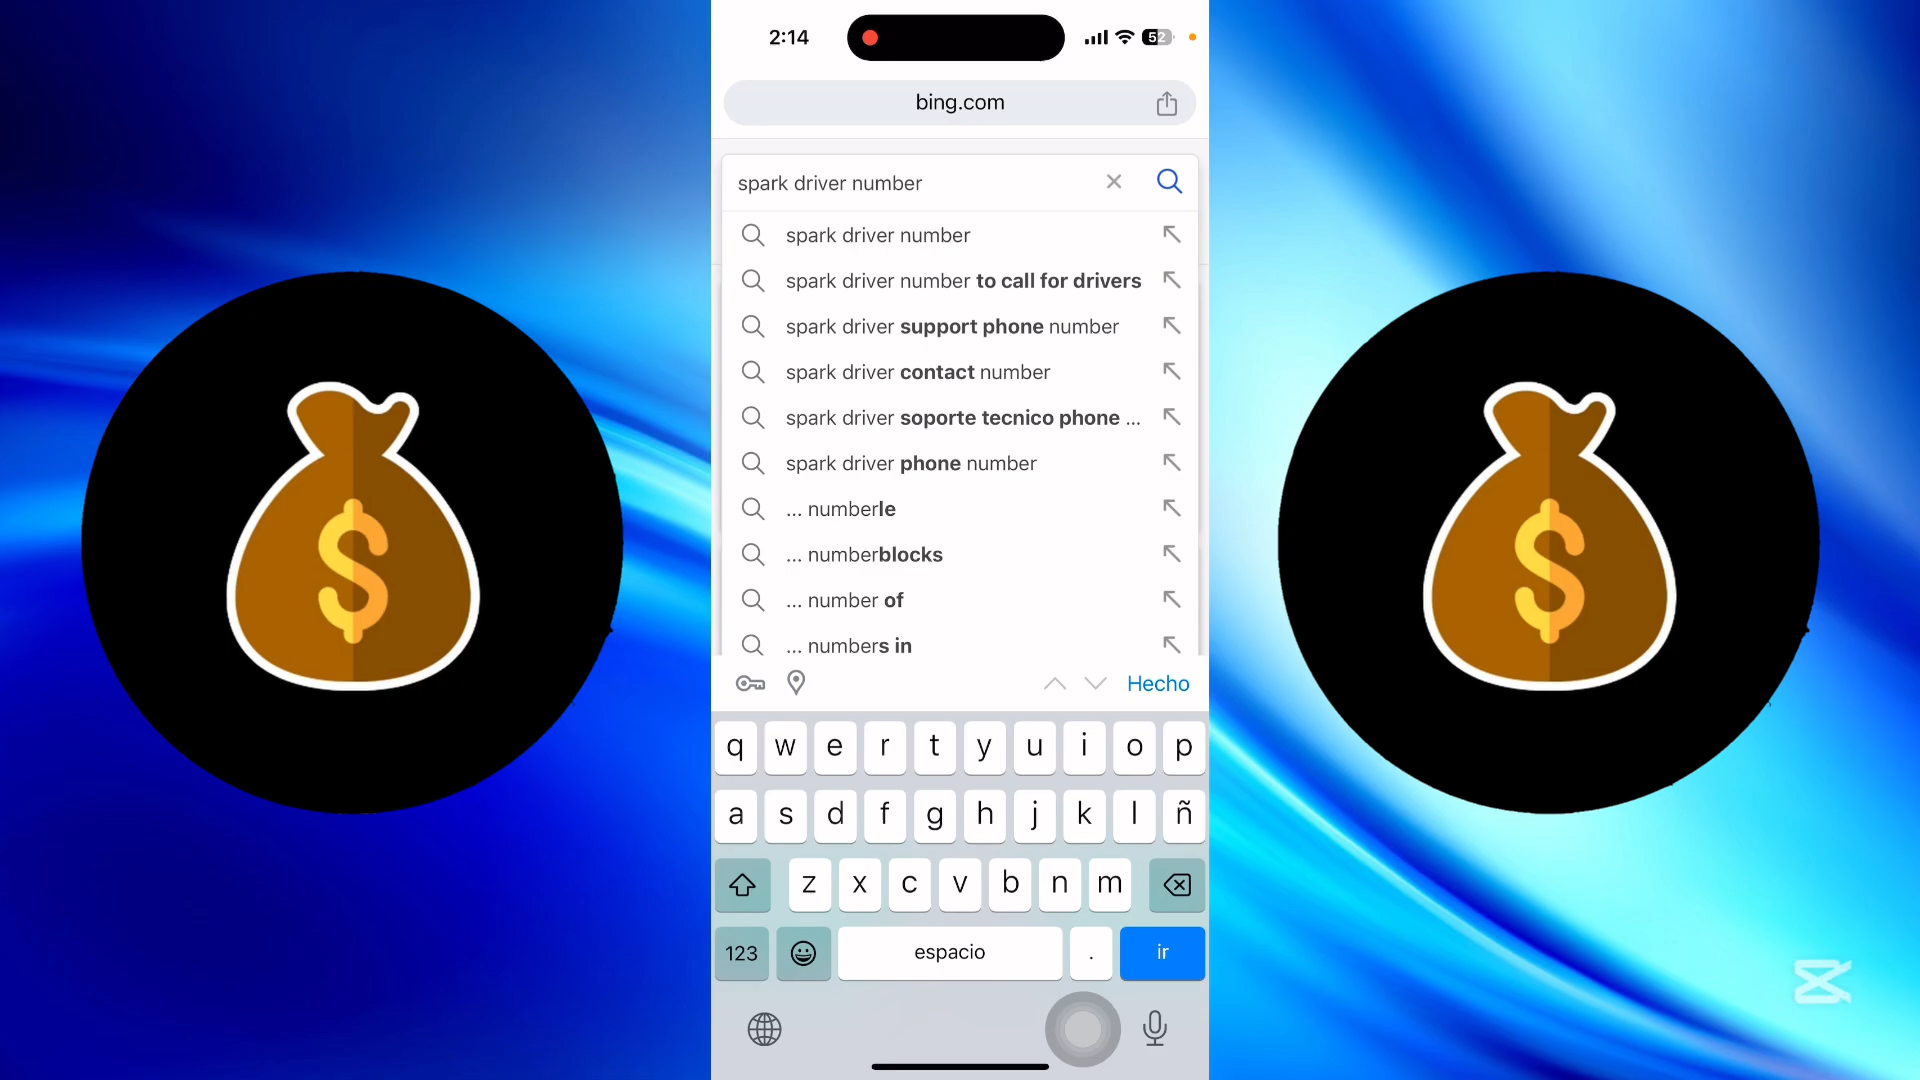 2:14
52
bing.com
spark driver number
spark driver number
spark driver number to call for drivers
spark driver support phone number
spark driver contact number
spark driver soporte tecnico phone ...
spark driver phone number
... numberle
... numberblocks
... number of
... numbers in
Hecho
q w e r t y u i o p
a s d f g h j k l ñ
z x c v b n m
123 espacio . ir
$ $